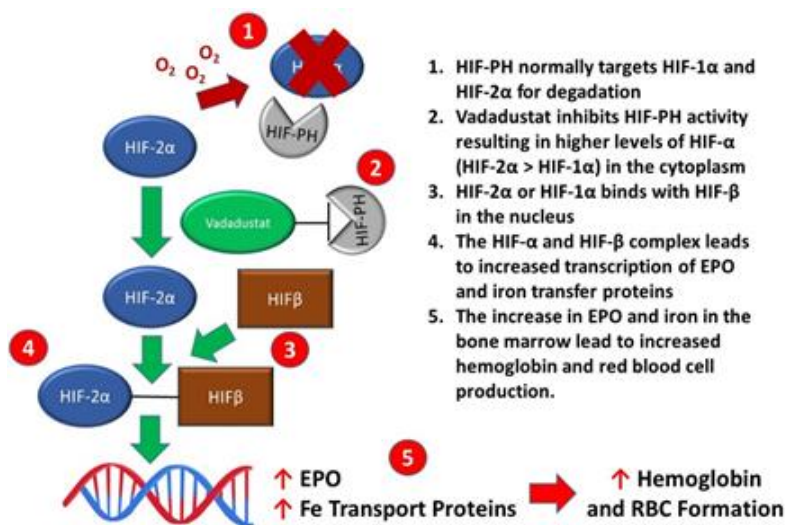 1
O₂
O₂
O₂
HIF-PH
HIF-2α
2
Vadadustat
HIF-PH
HIF-2α
HIFβ
4
3
HIF-2α
HIFβ
5
↑ EPO
↑ Fe Transport Proteins
↑ Hemoglobin
and RBC Formation
1. HIF-PH normally targets HIF-1α and
HIF-2α for degadation
2. Vadadustat inhibits HIF-PH activity
resulting in higher levels of HIF-α
(HIF-2α > HIF-1α) in the cytoplasm
3. HIF-2α or HIF-1α binds with HIF-β
in the nucleus
4. The HIF-α and HIF-β complex leads
to increased transcription of EPO
and iron transfer proteins
5. The increase in EPO and iron in the
bone marrow lead to increased
hemoglobin and red blood cell
production.